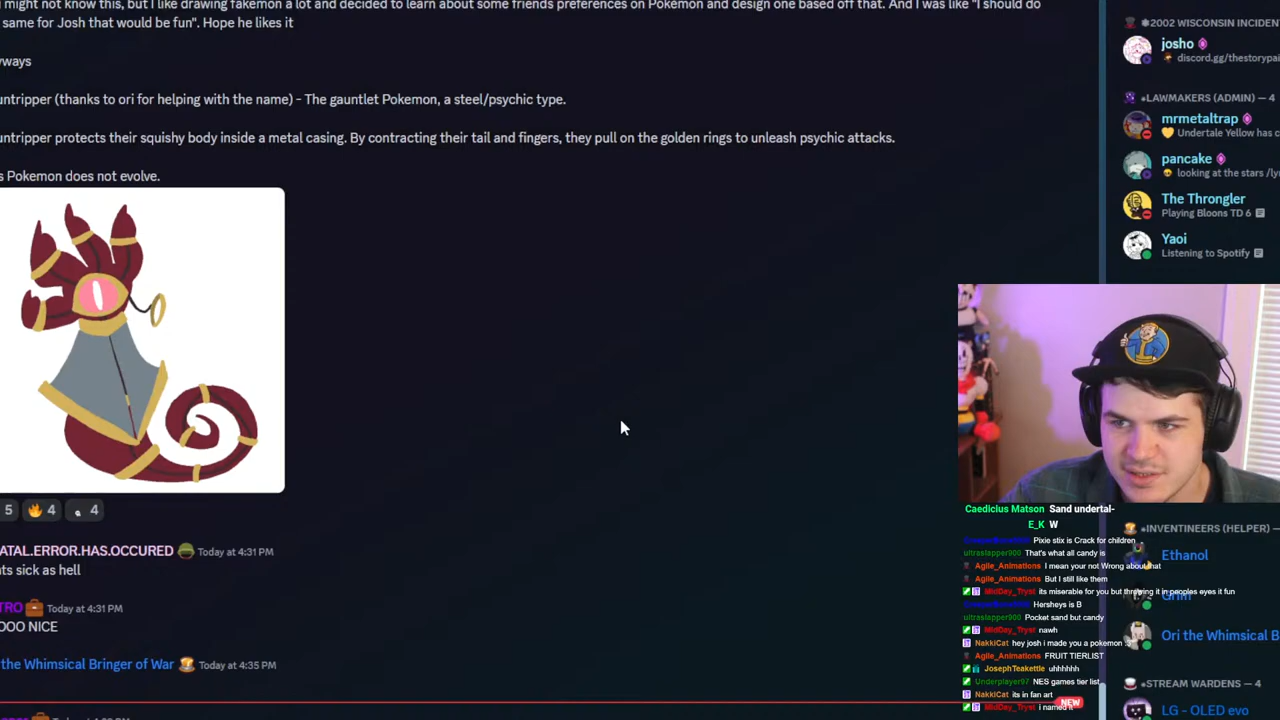 might not know this, but I like drawing fakemon a lot and decided to learn about some friends preferences on Pokemon and design one based off that. And I was like "I should do
same for Josh that would be fun". Hope he likes it
yways
untripper (thanks to ori for helping with the name) - The gauntlet Pokemon, a steel/psychic type.
untripper protects their squishy body inside a metal casing. By contracting their tail and fingers, they pull on the golden rings to unleash psychic attacks.
s Pokemon does not evolve.
5 4 4
ATAL.ERROR.HAS.OCCURED Today at 4:31 PM
ats sick as hell
TRO Today at 4:31 PM
OOO NICE
the Whimsical Bringer of War Today at 4:35 PM
NEW
2002 WISCONSIN INCIDEN
josho
discord.gg/thestorypai
LAWMAKERS (ADMIN) — 4
mrmetaltrap
Undertale Yellow has c
pancake
looking at the stars /ly
The Throngler
Playing Bloons TD 6
Yaoi
Listening to Spotify
Caedicius Matson Sand undertal-
E_K W
Pixie stix is Crack for children
ultraslapper900 That's what all candy is
Agile_Animations I mean your not Wrong about that
Agile_Animations But I still like them
MidDay_Tryst its miserable for you but throwing it in peoples eyes it fun
Hersheys is B
ultraslapper900 Pocket sand but candy
MidDay_Tryst nawh
NakkiCat hey josh i made you a pokemon :3
Agile_Animations FRUIT TIERLIST
JosephTeakettle uhhhhhh
Underplayer97 NES games tier list
NakkiCat its in fan art
MidDay_Tryst i named it
INVENTINEERS (HELPER) —
Ethanol
Grim
Ori the Whimsical B
STREAM WARDENS — 4
LG - OLED evo